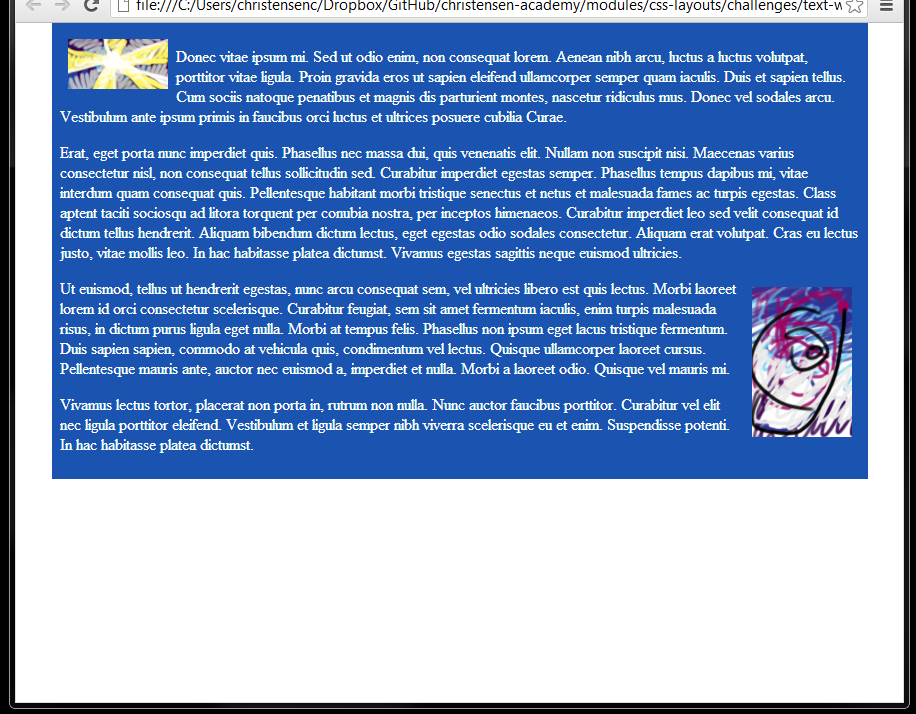 file:///C:/Users/christensenc/Dropbox/GitHub/christensen-academy/modules/css-layouts/challenges/text-w
Donec vitae ipsum mi. Sed ut odio enim, non consequat lorem. Aenean nibh arcu, luctus a luctus volutpat,
porttitor vitae ligula. Proin gravida eros ut sapien eleifend ullamcorper semper quam iaculis. Duis et sapien tellus.
Cum sociis natoque penatibus et magnis dis parturient montes, nascetur ridiculus mus. Donec vel sodales arcu.
Vestibulum ante ipsum primis in faucibus orci luctus et ultrices posuere cubilia Curae.
Erat, eget porta nunc imperdiet quis. Phasellus nec massa dui, quis venenatis elit. Nullam non suscipit nisi. Maecenas varius
consectetur nisl, non consequat tellus sollicitudin sed. Curabitur imperdiet egestas semper. Phasellus tempus dapibus mi, vitae
interdum quam consequat quis. Pellentesque habitant morbi tristique senectus et netus et malesuada fames ac turpis egestas. Class
aptent taciti sociosqu ad litora torquent per conubia nostra, per inceptos himenaeos. Curabitur imperdiet leo sed velit consequat id
dictum tellus hendrerit. Aliquam bibendum dictum lectus, eget egestas odio sodales consectetur. Aliquam erat volutpat. Cras eu lectus
justo, vitae mollis leo. In hac habitasse platea dictumst. Vivamus egestas sagittis neque euismod ultricies.
Ut euismod, tellus ut hendrerit egestas, nunc arcu consequat sem, vel ultricies libero est quis lectus. Morbi laoreet
lorem id orci consectetur scelerisque. Curabitur feugiat, sem sit amet fermentum iaculis, enim turpis malesuada
risus, in dictum purus ligula eget nulla. Morbi at tempus felis. Phasellus non ipsum eget lacus tristique fermentum.
Duis sapien sapien, commodo at vehicula quis, condimentum vel lectus. Quisque ullamcorper laoreet cursus.
Pellentesque mauris ante, auctor nec euismod a, imperdiet et nulla. Morbi a laoreet odio. Quisque vel mauris mi.
Vivamus lectus tortor, placerat non porta in, rutrum non nulla. Nunc auctor faucibus porttitor. Curabitur vel elit
nec ligula porttitor eleifend. Vestibulum et ligula semper nibh viverra scelerisque eu et enim. Suspendisse potenti.
In hac habitasse platea dictumst.